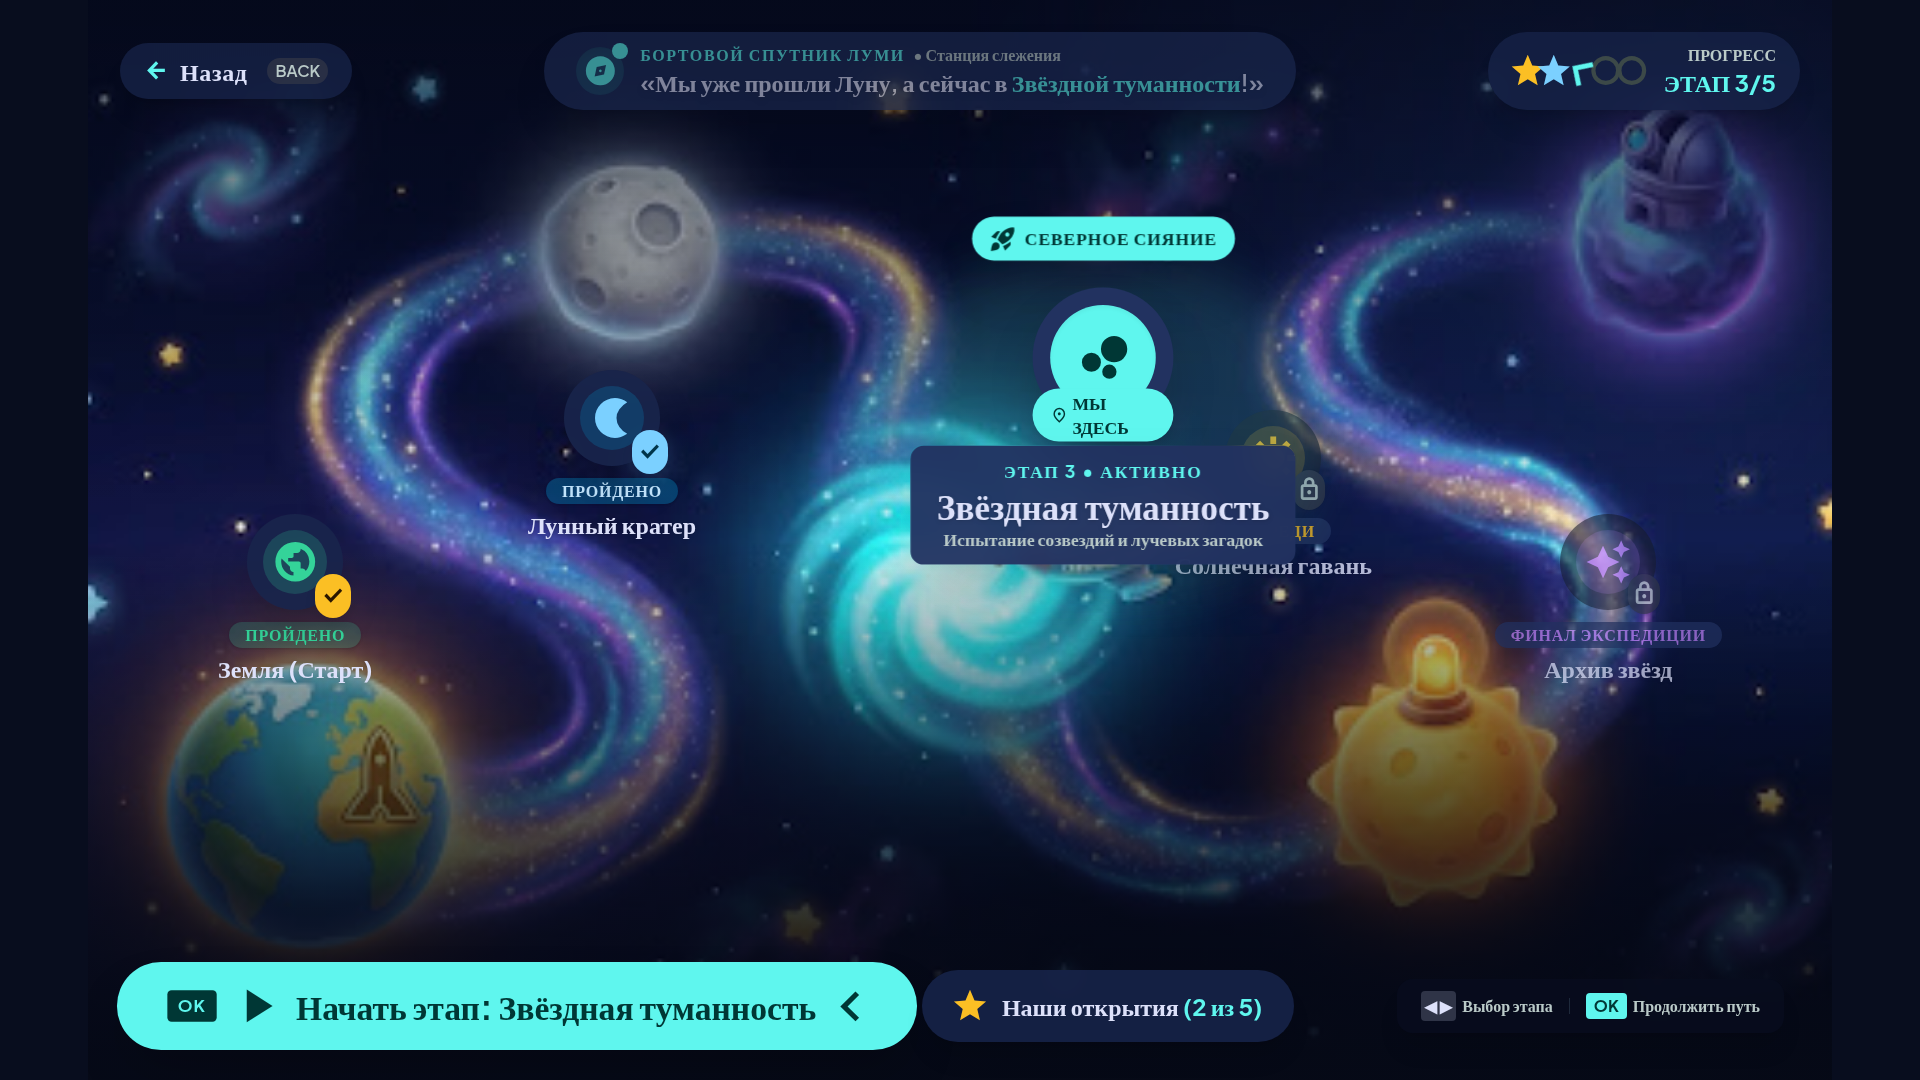 Назад BACK
БОРТОВОЙ СПУТНИК ЛУМИ • Станция слежения
«Мы уже прошли Луну, а сейчас в Звёздной туманности!»
ПРОГРЕСС
ЭТАП 3/5
СЕВЕРНОЕ СИЯНИЕ
МЫ
ЗДЕСЬ
ЭТАП 3 • АКТИВНО
Звёздная туманность
Испытание созвездий и лучевых загадок
ПРОЙДЕНО
Лунный кратер
ПРОЙДЕНО
Земля (Старт)
Солнечная гавань
ФИНАЛ ЭКСПЕДИЦИИ
Архив звёзд
OK Начать этап: Звёздная туманность
Наши открытия (2 из 5)
Выбор этапа
OK Продолжить путь